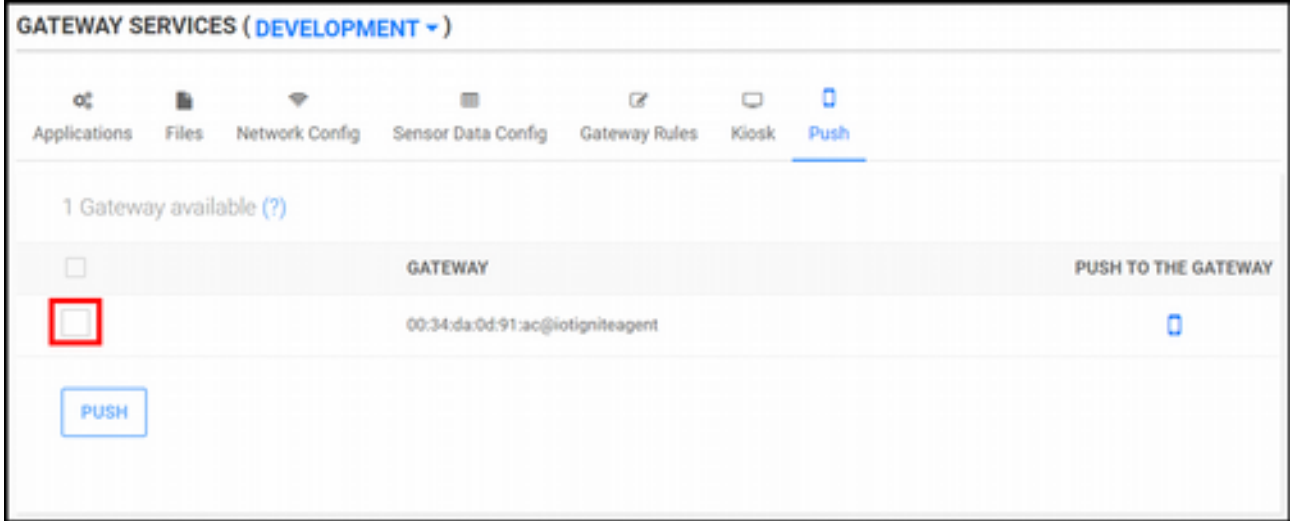 GATEWAY SERVICES ( DEVELOPMENT )
Applications Files Network Config Sensor Data Config Gateway Rules Kiosk Push
1 Gateway available (?)
GATEWAY PUSH TO THE GATEWAY
00:34:da:0d:91:ac@iotigniteagent
PUSH